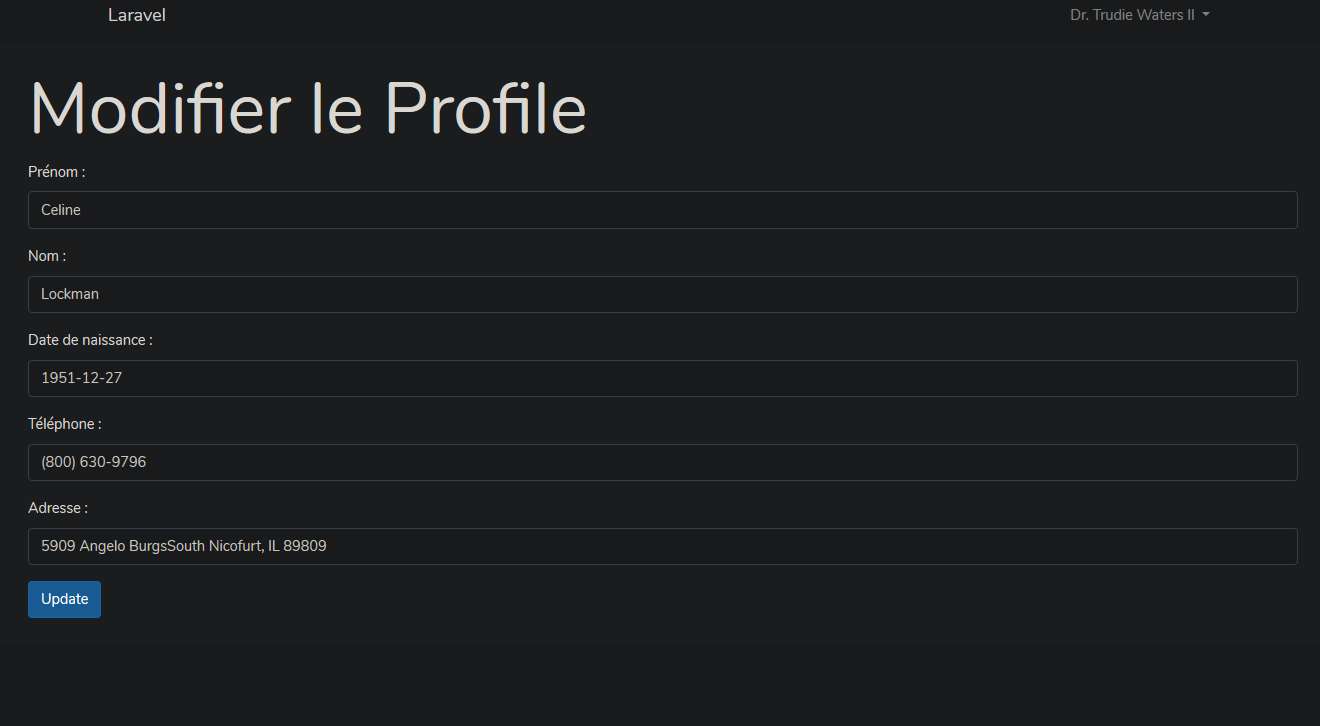 Laravel
Dr. Trudie Waters II
Modifier le Profile
Prénom :
Celine
Nom :
Lockman
Date de naissance :
1951-12-27
Téléphone :
(800) 630-9796
Adresse :
5909 Angelo BurgsSouth Nicofurt, IL 89809
Update